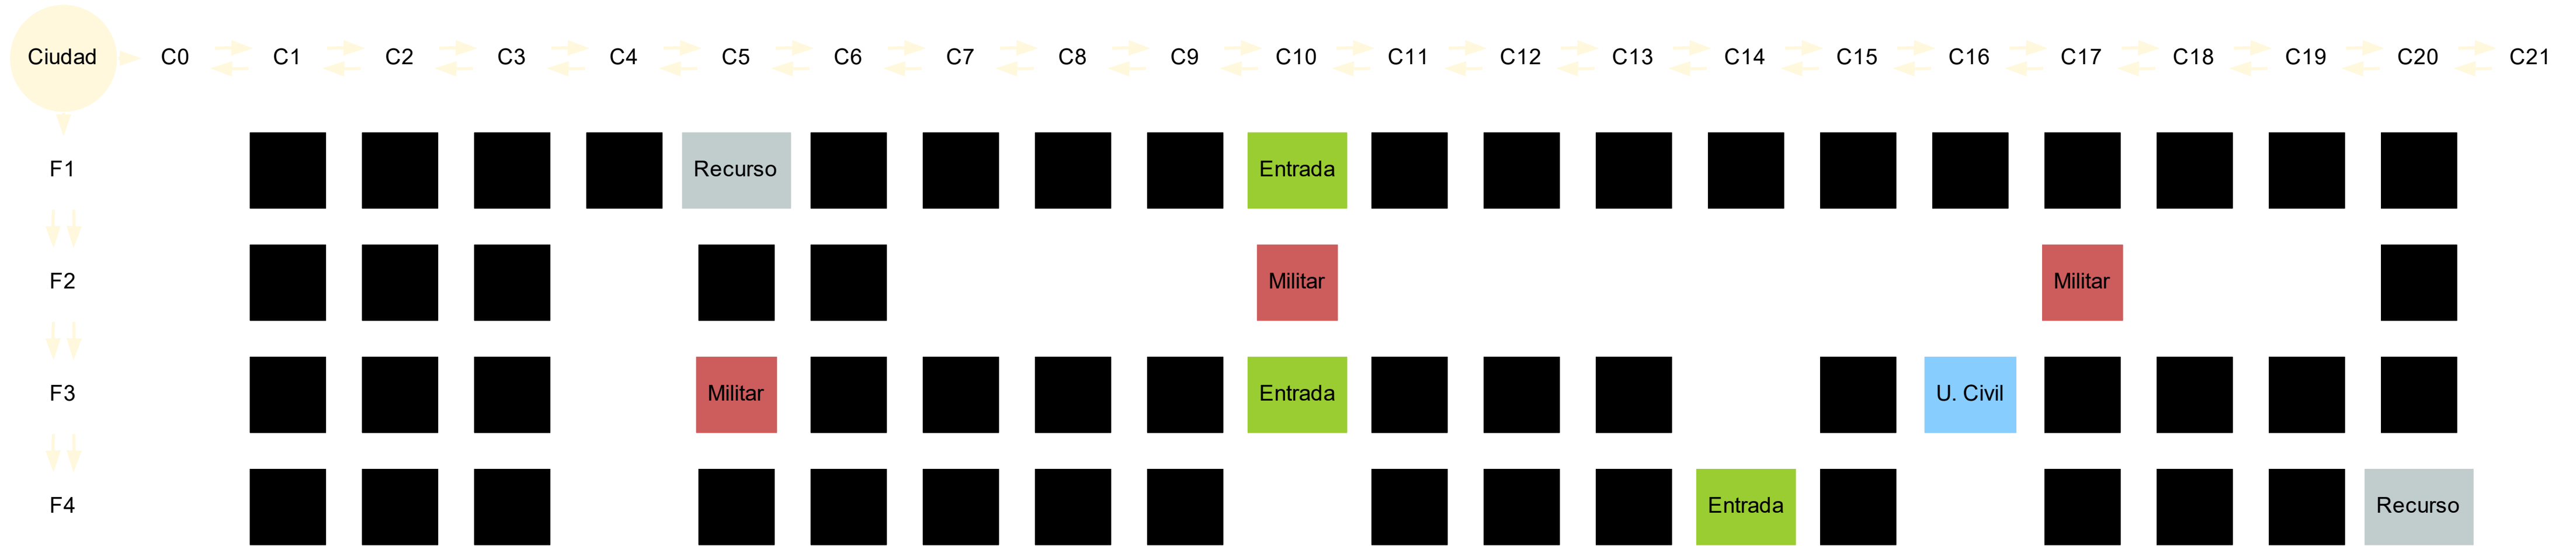 Ciudad C0 C1 C2 C3 C4 C5 C6 C7 C8 C9 C10 C11 C12 C13 C14 C15 C16 C17 C18 C19 C20 C21
F1 Recurso Entrada
F2 Militar Militar
F3 Militar Entrada U. Civil
F4 Entrada Recurso